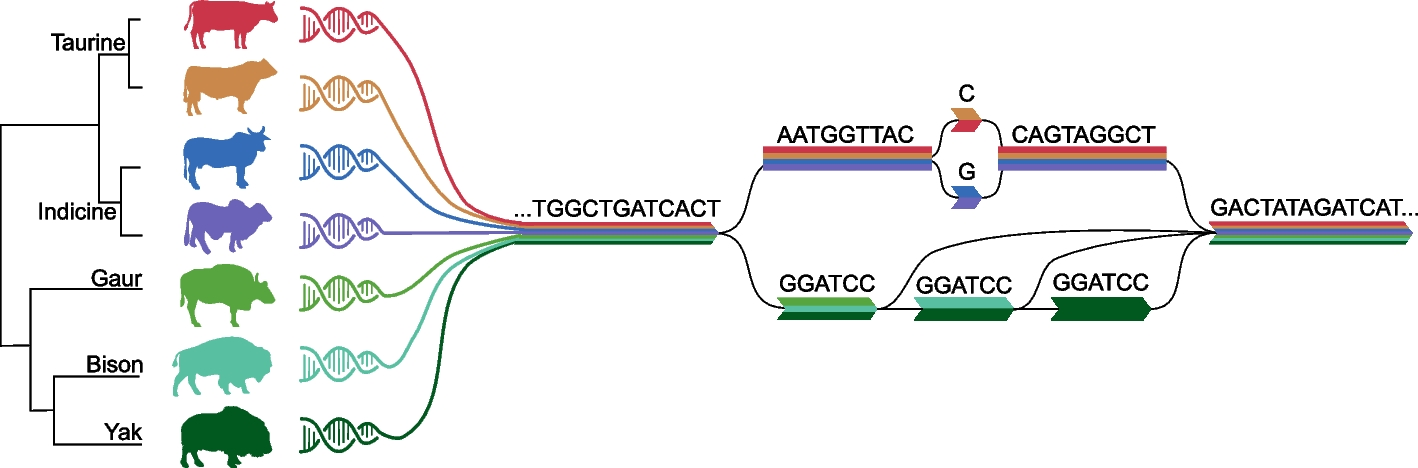 Taurine
Indicine
Gaur
Bison
Yak
...TGGCTGATCACT
AATGGTTAC
C
G
CAGTAGGCT
GGATCC
GGATCC
GGATCC
GACTATAGATCAT...